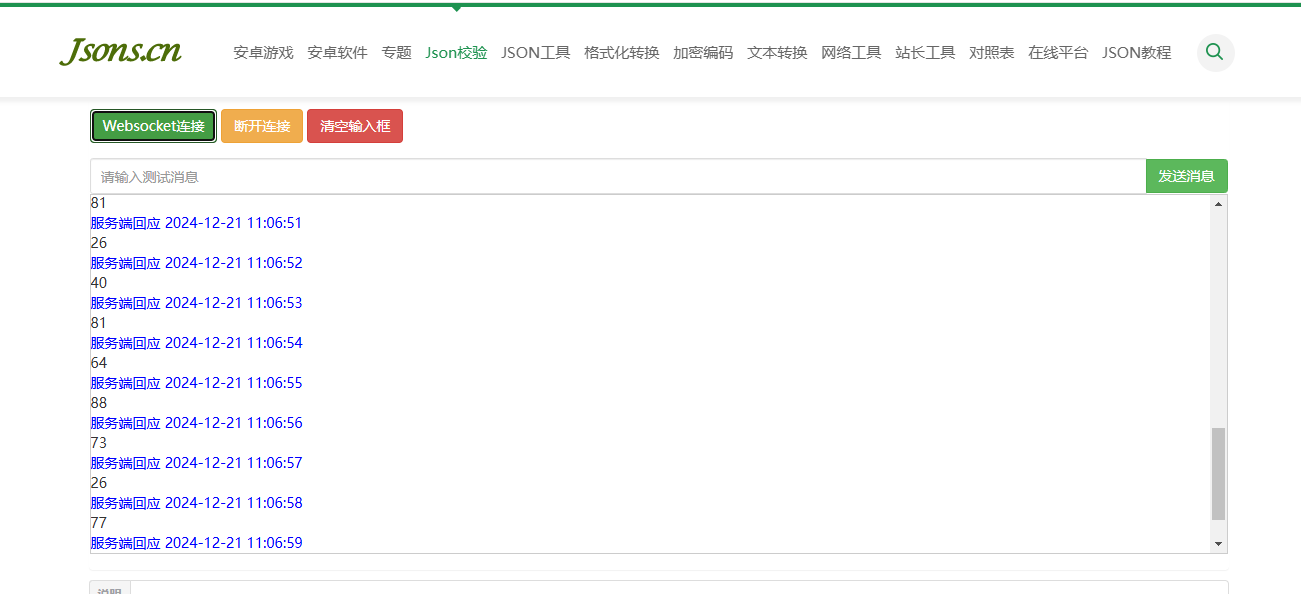 Jsons.cn 安卓游戏 安卓软件 专题 Json校验 JSON工具 格式化转换 加密编码 文本转换 网络工具 站长工具 对照表 在线平台 JSON教程
Websocket连接 断开连接 清空输入框
请输入测试消息 发送消息
81
服务端回应 2024-12-21 11:06:51
26
服务端回应 2024-12-21 11:06:52
40
服务端回应 2024-12-21 11:06:53
81
服务端回应 2024-12-21 11:06:54
64
服务端回应 2024-12-21 11:06:55
88
服务端回应 2024-12-21 11:06:56
73
服务端回应 2024-12-21 11:06:57
26
服务端回应 2024-12-21 11:06:58
77
服务端回应 2024-12-21 11:06:59
说明